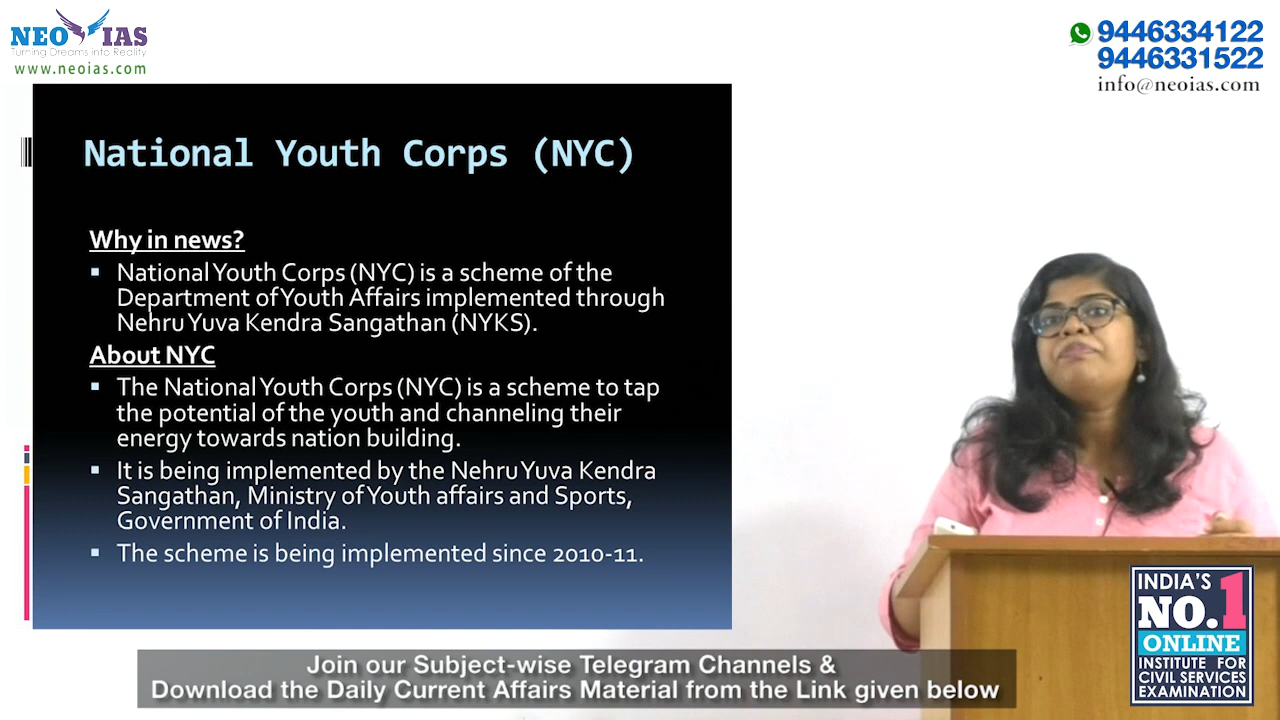 NEO IAS
Turning Dreams into Reality
www.neoias.com
9446334122
9446331522
info@neoias.com
National Youth Corps (NYC)
Why in news?
▪ National Youth Corps (NYC) is a scheme of the
Department of Youth Affairs implemented through
Nehru Yuva Kendra Sangathan (NYKS).
About NYC
▪ The National Youth Corps (NYC) is a scheme to tap
the potential of the youth and channeling their
energy towards nation building.
▪ It is being implemented by the Nehru Yuva Kendra
Sangathan, Ministry of Youth affairs and Sports,
Government of India.
▪ The scheme is being implemented since 2010-11.
INDIA'S
NO.1
ONLINE
INSTITUTE FOR
CIVIL SERVICES
EXAMINATION
Join our Subject-wise Telegram Channels &
Download the Daily Current Affairs Material from the Link given below